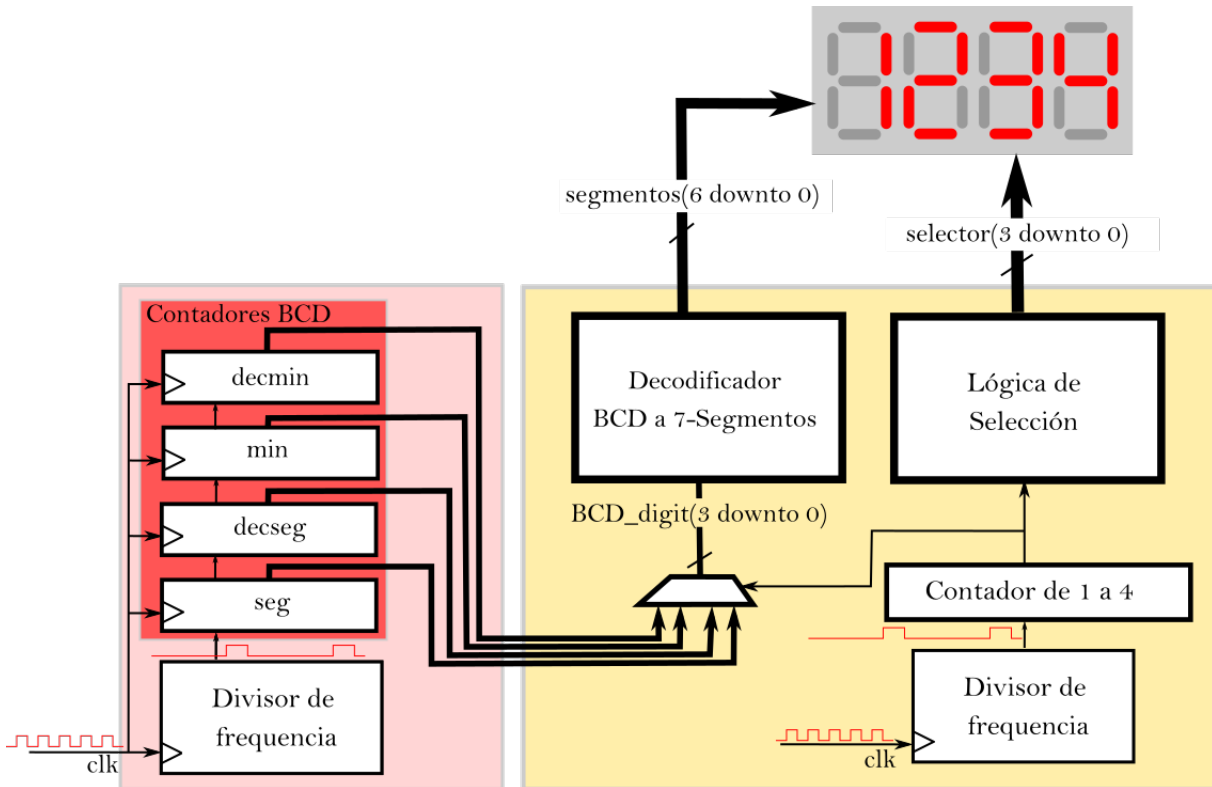 1234
segmentos(6 downto 0)
selector(3 downto 0)
Contadores BCD
decmin
min
decseg
seg
Divisor de
frequencia
clk
Decodificador
BCD a 7-Segmentos
BCD_digit(3 downto 0)
Lógica de
Selección
Contador de 1 a 4
Divisor de
frequencia
clk